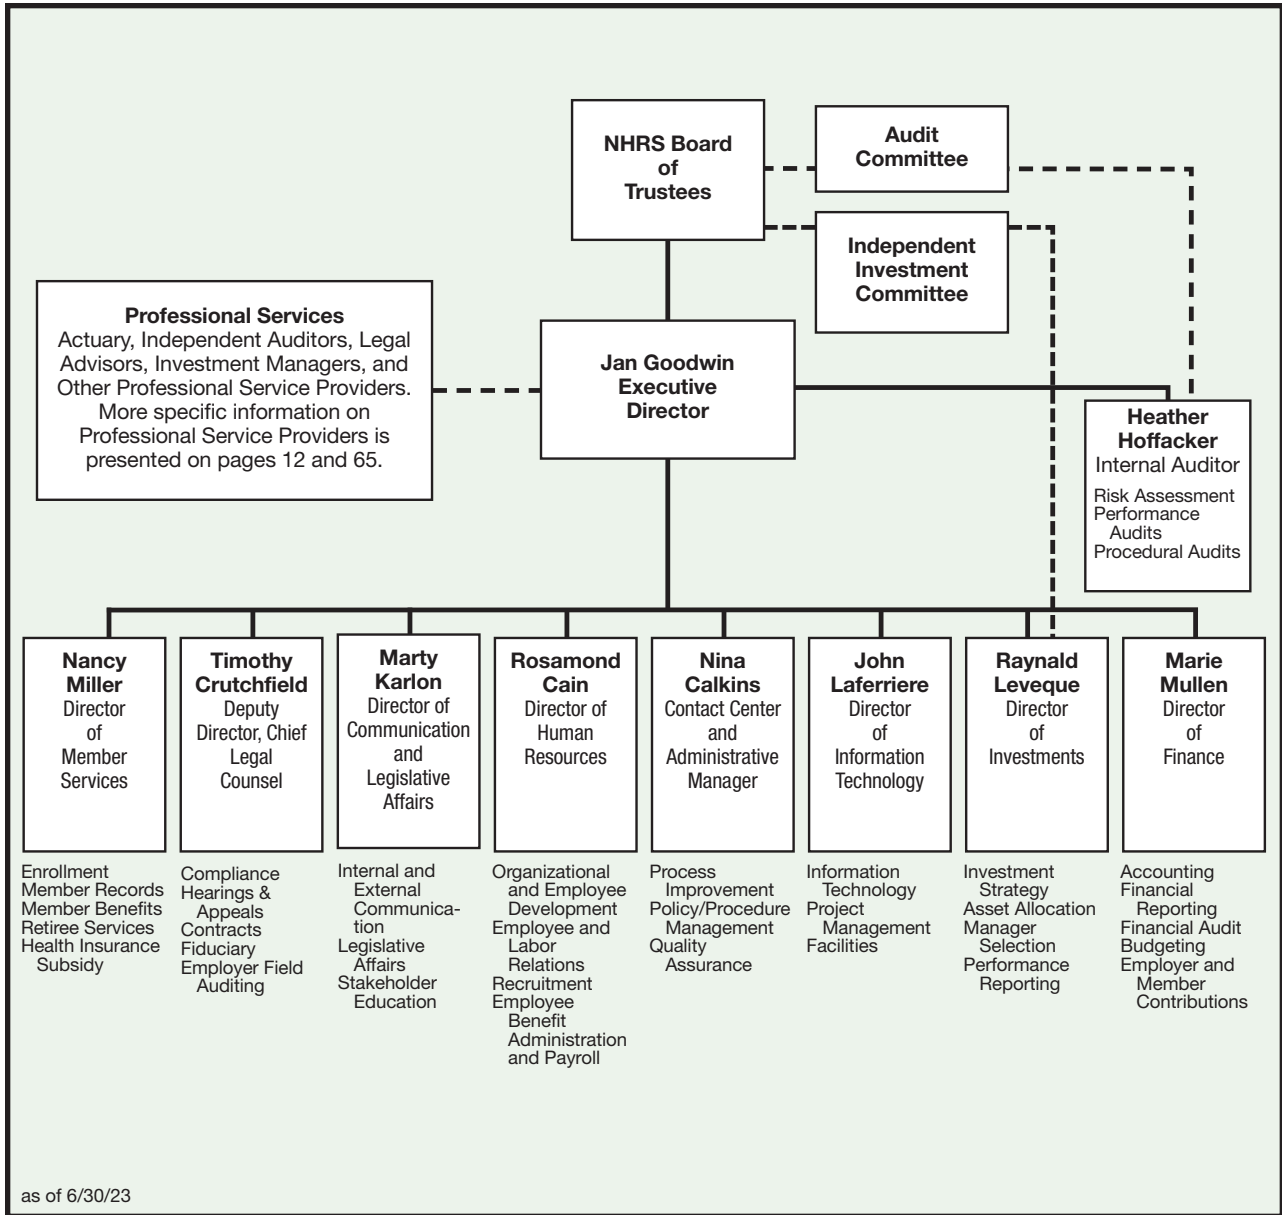 NHRS Board
of
Trustees
Audit
Committee
Independent
Investment
Committee
Professional Services
Actuary, Independent Auditors, Legal
Advisors, Investment Managers, and
Other Professional Service Providers.
More specific information on
Professional Service Providers is
presented on pages 12 and 65.
Jan Goodwin
Executive
Director
Heather
Hoffacker
Internal Auditor
Risk Assessment
Performance
Audits
Procedural Audits
Nancy
Miller
Director
of
Member
Services
Enrollment
Member Records
Member Benefits
Retiree Services
Health Insurance
Subsidy
Timothy
Crutchfield
Deputy
Director, Chief
Legal
Counsel
Compliance
Hearings &
Appeals
Contracts
Fiduciary
Employer Field
Auditing
Marty
Karlon
Director of
Communication
and
Legislative
Affairs
Internal and
External
Communica-
tion
Legislative
Affairs
Stakeholder
Education
Rosamond
Cain
Director of
Human
Resources
Organizational
and Employee
Development
Employee and
Labor
Relations
Recruitment
Employee
Benefit
Administration
and Payroll
Nina
Calkins
Contact Center
and
Administrative
Manager
Process
Improvement
Policy/Procedure
Management
Quality
Assurance
John
Laferriere
Director
of
Information
Technology
Information
Technology
Project
Management
Facilities
Raynald
Leveque
Director
of
Investments
Investment
Strategy
Asset Allocation
Manager
Selection
Performance
Reporting
Marie
Mullen
Director
of
Finance
Accounting
Financial
Reporting
Financial Audit
Budgeting
Employer and
Member
Contributions
as of 6/30/23